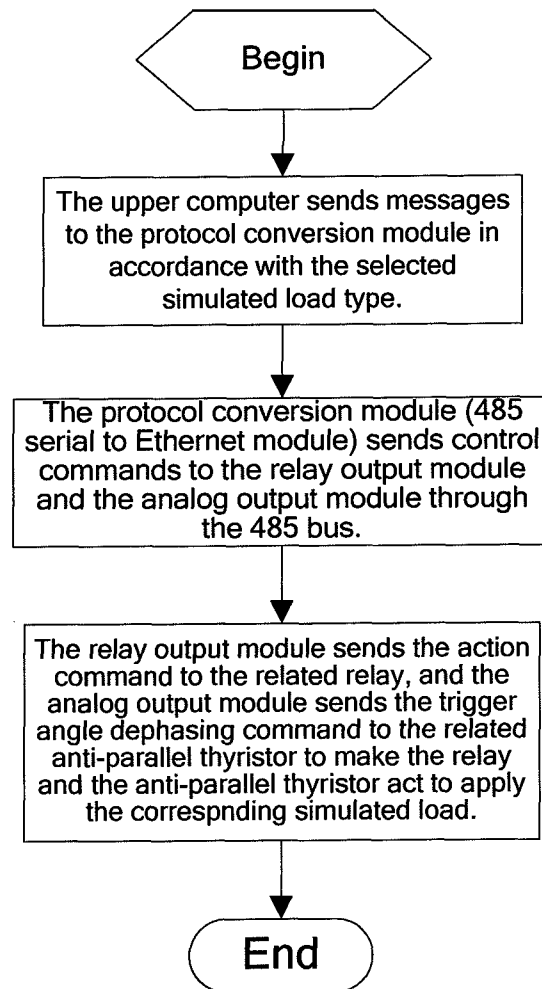 Begin
The upper computer sends messages
to the protocol conversion module in
accordance with the selected
simulated load type.
The protocol conversion module (485
serial to Ethernet module) sends control
commands to the relay output module
and the analog output module through
the 485 bus.
The relay output module sends the action
command to the related relay, and the
analog output module sends the trigger
angle dephasing command to the related
anti-parallel thyristor to make the relay
and the anti-parallel thyristor act to apply
the correspnding simulated load.
End